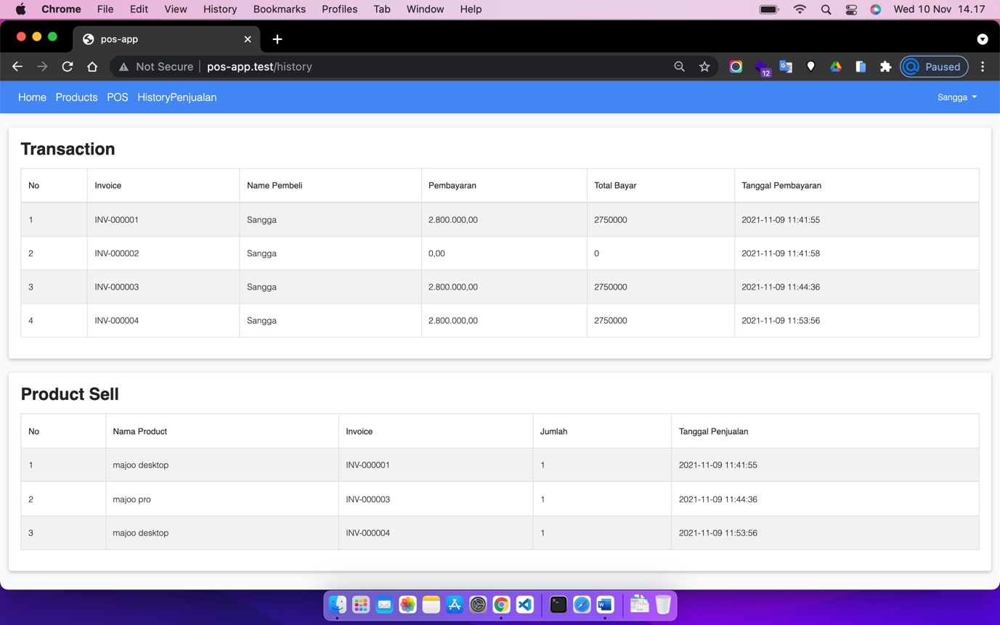 Chrome File Edit View History Bookmarks Profiles Tab Window Help Wed 10 Nov 14.17
pos-app
Not Secure pos-app.test/history 12 Paused
Home Products POS HistoryPenjualan Sangga
Transaction
No Invoice Name Pembeli Pembayaran Total Bayar Tanggal Pembayaran
1 INV-000001 Sangga 2.800.000,00 2750000 2021-11-09 11:41:55
2 INV-000002 Sangga 0,00 0 2021-11-09 11:41:58
3 INV-000003 Sangga 2.800.000,00 2750000 2021-11-09 11:44:36
4 INV-000004 Sangga 2.800.000,00 2750000 2021-11-09 11:53:56
Product Sell
No Nama Product Invoice Jumlah Tanggal Penjualan
1 majoo desktop INV-000001 1 2021-11-09 11:41:55
2 majoo pro INV-000003 1 2021-11-09 11:44:36
3 majoo desktop INV-000004 1 2021-11-09 11:53:56